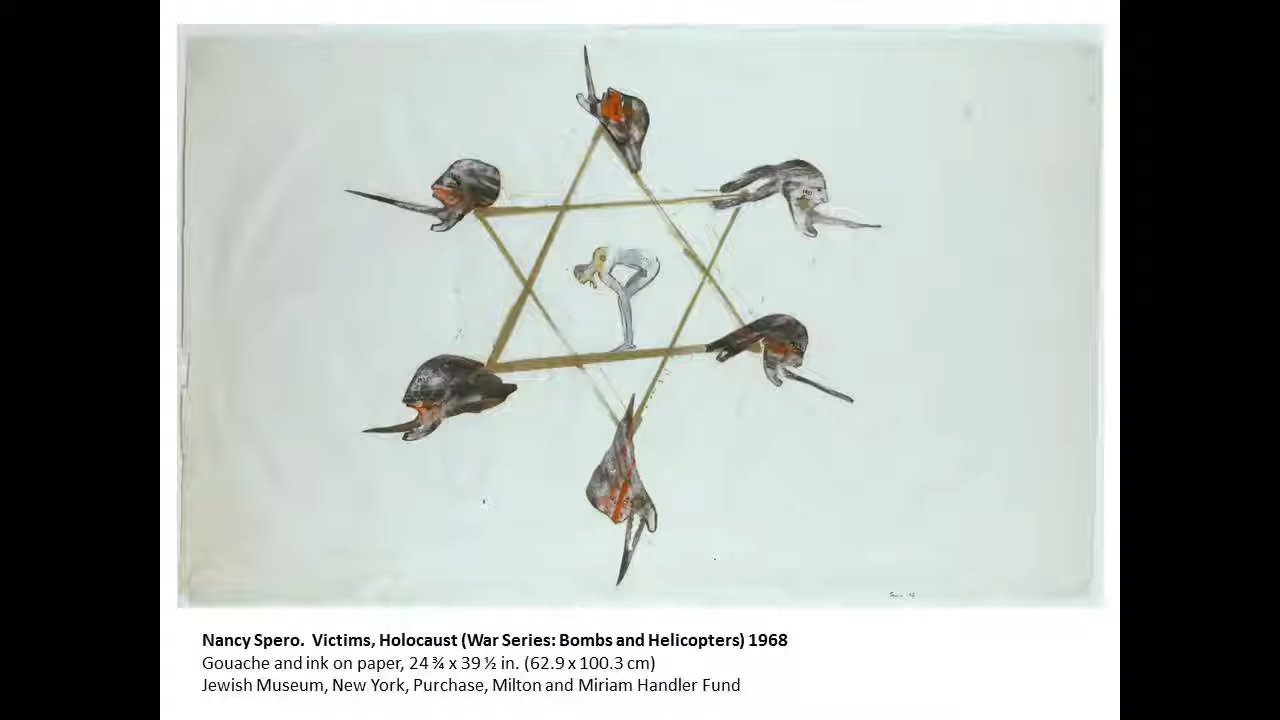 Nancy Spero.  Victims, Holocaust (War Series: Bombs and Helicopters) 1968
Gouache and ink on paper, 24 ¾ x 39 ½ in. (62.9 x 100.3 cm)
Jewish Museum, New York, Purchase, Milton and Miriam Handler Fund